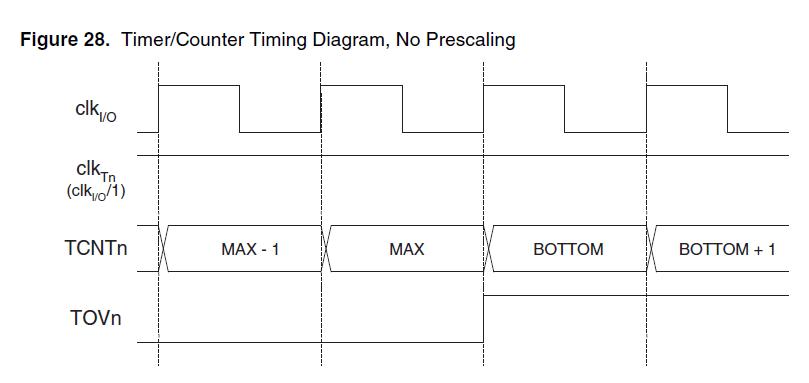 Figure 28. Timer/Counter Timing Diagram, No Prescaling
clkI/O
clkTn
(clkI/O/1)
TCNTn MAX - 1 MAX BOTTOM BOTTOM + 1
TOVn